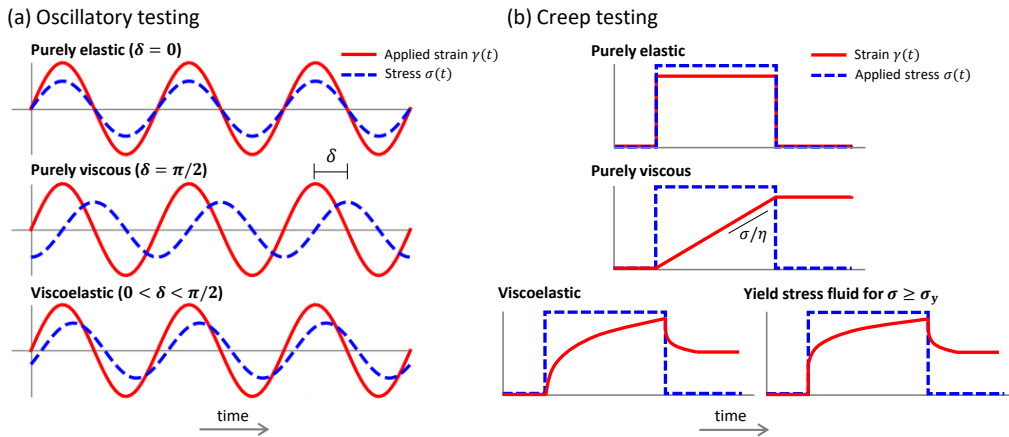 (a) Oscillatory testing
Purely elastic (δ = 0)
Applied strain γ(t)
Stress σ(t)
Purely viscous (δ = π/2)
δ
Viscoelastic (0 < δ < π/2)
time
(b) Creep testing
Purely elastic
Strain γ(t)
Applied stress σ(t)
Purely viscous
σ/η
Viscoelastic
Yield stress fluid for σ ≥ σy
time